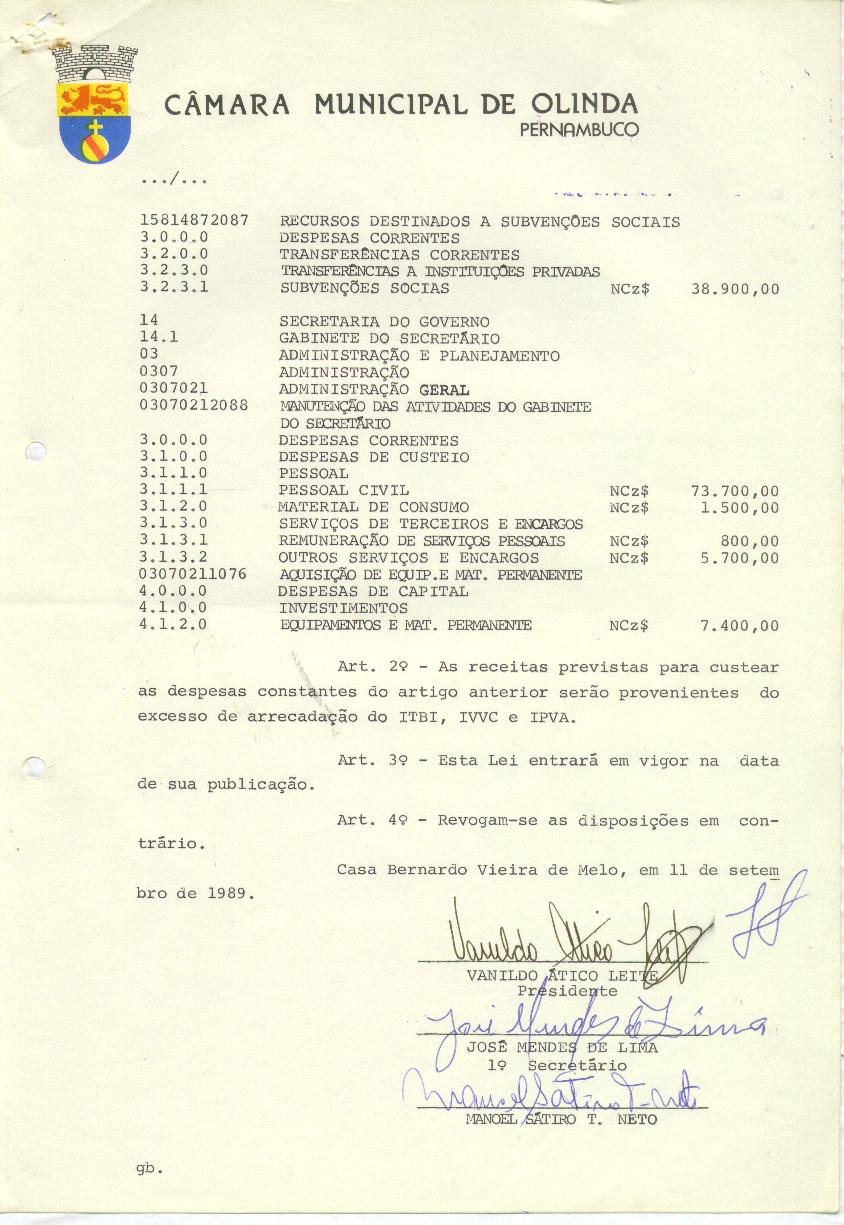 CÂMARA MUNICIPAL DE OLINDA
PERNAMBUCO
.../...
15814872087 RECURSOS DESTINADOS A SUBVENÇÕES SOCIAIS
3.0.0.0 DESPESAS CORRENTES
3.2.0.0 TRANSFERÊNCIAS CORRENTES
3.2.3.0 TRANSFERÊNCIAS A INSTITUIÇÕES PRIVADAS
3.2.3.1 SUBVENÇÕES SOCIAS NCz$ 38.900,00
14 SECRETARIA DO GOVERNO
14.1 GABINETE DO SECRETÁRIO
03 ADMINISTRAÇÃO E PLANEJAMENTO
0307 ADMINISTRAÇÃO
0307021 ADMINISTRAÇÃO GERAL
03070212088 MANUTENÇÃO DAS ATIVIDADES DO GABINETE
DO SECRETÁRIO
3.0.0.0 DESPESAS CORRENTES
3.1.0.0 DESPESAS DE CUSTEIO
3.1.1.0 PESSOAL
3.1.1.1 PESSOAL CIVIL NCz$ 73.700,00
3.1.2.0 MATERIAL DE CONSUMO NCz$ 1.500,00
3.1.3.0 SERVIÇOS DE TERCEIROS E ENCARGOS
3.1.3.1 REMUNERAÇÃO DE SERVIÇOS PESSOAIS NCz$ 800,00
3.1.3.2 OUTROS SERVIÇOS E ENCARGOS NCz$ 5.700,00
03070211076 AQUISIÇÃO DE EQUIP.E MAT. PERMANENTE
4.0.0.0 DESPESAS DE CAPITAL
4.1.0.0 INVESTIMENTOS
4.1.2.0 EQUIPAMENTOS E MAT. PERMANENTE NCz$ 7.400,00
Art. 2º - As receitas previstas para custear
as despesas constantes do artigo anterior serão provenientes do
excesso de arrecadação do ITBI, IVVC e IPVA.
Art. 3º - Esta Lei entrará em vigor na data
de sua publicação.
Art. 4º - Revogam-se as disposições em con-
trário.
Casa Bernardo Vieira de Melo, em 11 de setem
bro de 1989.
Vanildo Ático Leite
VANILDO ÁTICO LEITE
Presidente
José Mendes de Lima
JOSÉ MENDES DE LIMA
1º Secretário
Manoel Sátiro T. Neto
MANOEL SÁTIRO T. NETO
gb.